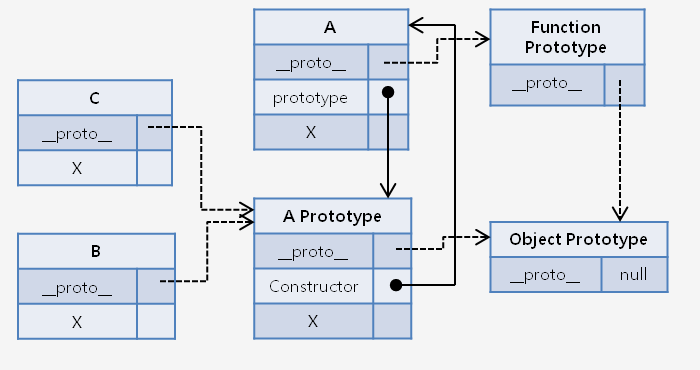 A
__proto__
prototype
X
Function
Prototype
__proto__
C
__proto__
X
B
__proto__
X
A Prototype
__proto__
Constructor
X
Object Prototype
__proto__ null